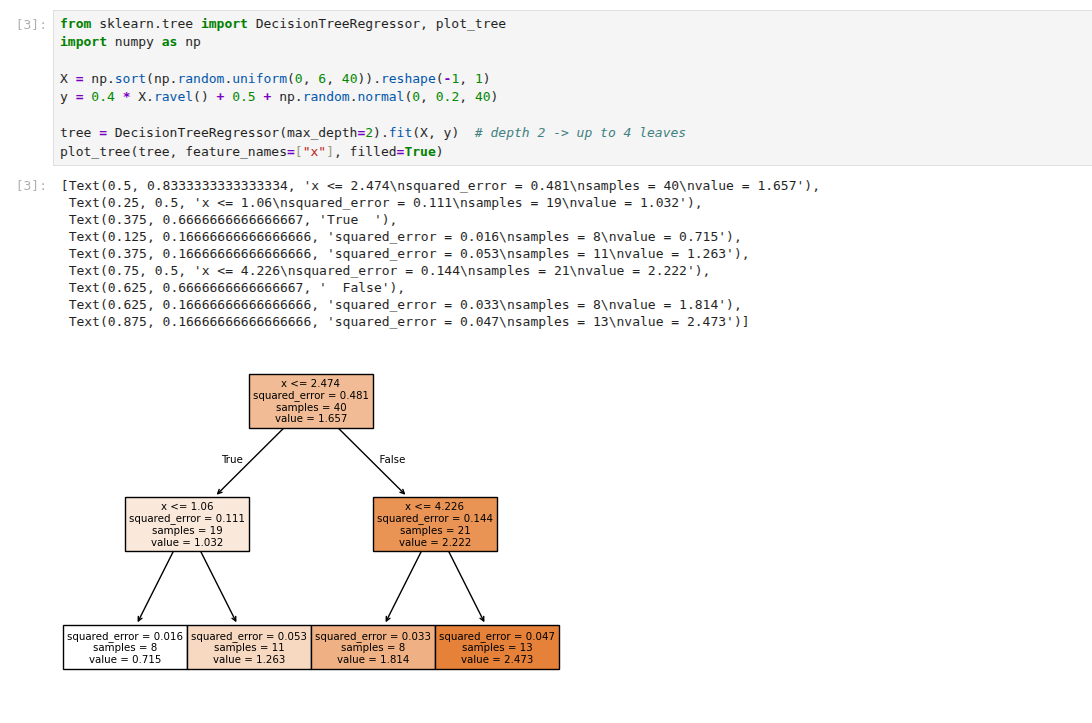 [3]:
from sklearn.tree import DecisionTreeRegressor, plot_tree
import numpy as np
X = np.sort(np.random.uniform(0, 6, 40)).reshape(-1, 1)
y = 0.4 * X.ravel() + 0.5 + np.random.normal(0, 0.2, 40)
tree = DecisionTreeRegressor(max_depth=2).fit(X, y)  # depth 2 -> up to 4 leaves
plot_tree(tree, feature_names=["x"], filled=True)
[3]:
[Text(0.5, 0.8333333333333334, 'x <= 2.474\nsquared_error = 0.481\nsamples = 40\nvalue = 1.657'),
Text(0.25, 0.5, 'x <= 1.06\nsquared_error = 0.111\nsamples = 19\nvalue = 1.032'),
Text(0.375, 0.6666666666666667, 'True  '),
Text(0.125, 0.16666666666666666, 'squared_error = 0.016\nsamples = 8\nvalue = 0.715'),
Text(0.375, 0.16666666666666666, 'squared_error = 0.053\nsamples = 11\nvalue = 1.263'),
Text(0.75, 0.5, 'x <= 4.226\nsquared_error = 0.144\nsamples = 21\nvalue = 2.222'),
Text(0.625, 0.6666666666666667, '  False'),
Text(0.625, 0.16666666666666666, 'squared_error = 0.033\nsamples = 8\nvalue = 1.814'),
Text(0.875, 0.16666666666666666, 'squared_error = 0.047\nsamples = 13\nvalue = 2.473')]
x <= 2.474
squared_error = 0.481
samples = 40
value = 1.657
True
False
x <= 1.06
squared_error = 0.111
samples = 19
value = 1.032
x <= 4.226
squared_error = 0.144
samples = 21
value = 2.222
squared_error = 0.016
samples = 8
value = 0.715
squared_error = 0.053
samples = 11
value = 1.263
squared_error = 0.033
samples = 8
value = 1.814
squared_error = 0.047
samples = 13
value = 2.473